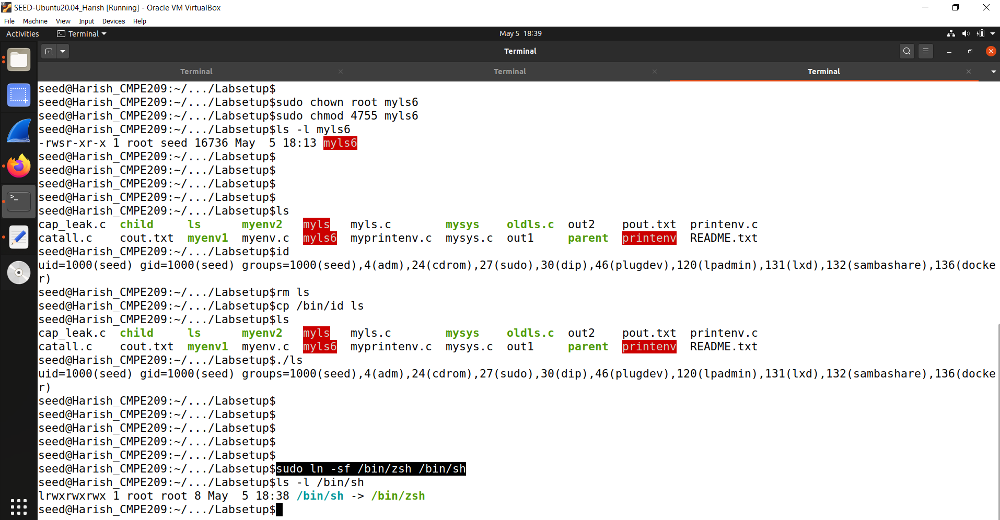 SEED-Ubuntu20.04_Harish [Running] - Oracle VM VirtualBox
File Machine View Input Devices Help
Activities Terminal May 5 18:39
Terminal
Terminal Terminal Terminal
seed@Harish_CMPE209:~/.../Labsetup$
seed@Harish_CMPE209:~/.../Labsetup$sudo chown root myls6
seed@Harish_CMPE209:~/.../Labsetup$sudo chmod 4755 myls6
seed@Harish_CMPE209:~/.../Labsetup$ls -l myls6
-rwsr-xr-x 1 root seed 16736 May  5 18:13 myls6
seed@Harish_CMPE209:~/.../Labsetup$
seed@Harish_CMPE209:~/.../Labsetup$
seed@Harish_CMPE209:~/.../Labsetup$
seed@Harish_CMPE209:~/.../Labsetup$
seed@Harish_CMPE209:~/.../Labsetup$ls
cap_leak.c  child     ls      myenv2   myls   myls.c        mysys    oldls.c  out2    pout.txt  printenv.c
catall.c    cout.txt  myenv1  myenv.c  myls6  myprintenv.c  mysys.c  out1     parent  printenv  README.txt
seed@Harish_CMPE209:~/.../Labsetup$id
uid=1000(seed) gid=1000(seed) groups=1000(seed),4(adm),24(cdrom),27(sudo),30(dip),46(plugdev),120(lpadmin),131(lxd),132(sambashare),136(docke
r)
seed@Harish_CMPE209:~/.../Labsetup$rm ls
seed@Harish_CMPE209:~/.../Labsetup$cp /bin/id ls
seed@Harish_CMPE209:~/.../Labsetup$ls
cap_leak.c  child     ls      myenv2   myls   myls.c        mysys    oldls.c  out2    pout.txt  printenv.c
catall.c    cout.txt  myenv1  myenv.c  myls6  myprintenv.c  mysys.c  out1     parent  printenv  README.txt
seed@Harish_CMPE209:~/.../Labsetup$./ls
uid=1000(seed) gid=1000(seed) groups=1000(seed),4(adm),24(cdrom),27(sudo),30(dip),46(plugdev),120(lpadmin),131(lxd),132(sambashare),136(docke
r)
seed@Harish_CMPE209:~/.../Labsetup$
seed@Harish_CMPE209:~/.../Labsetup$
seed@Harish_CMPE209:~/.../Labsetup$
seed@Harish_CMPE209:~/.../Labsetup$
seed@Harish_CMPE209:~/.../Labsetup$
seed@Harish_CMPE209:~/.../Labsetup$sudo ln -sf /bin/zsh /bin/sh
seed@Harish_CMPE209:~/.../Labsetup$ls -l /bin/sh
lrwxrwxrwx 1 root root 8 May  5 18:38 /bin/sh -> /bin/zsh
seed@Harish_CMPE209:~/.../Labsetup$